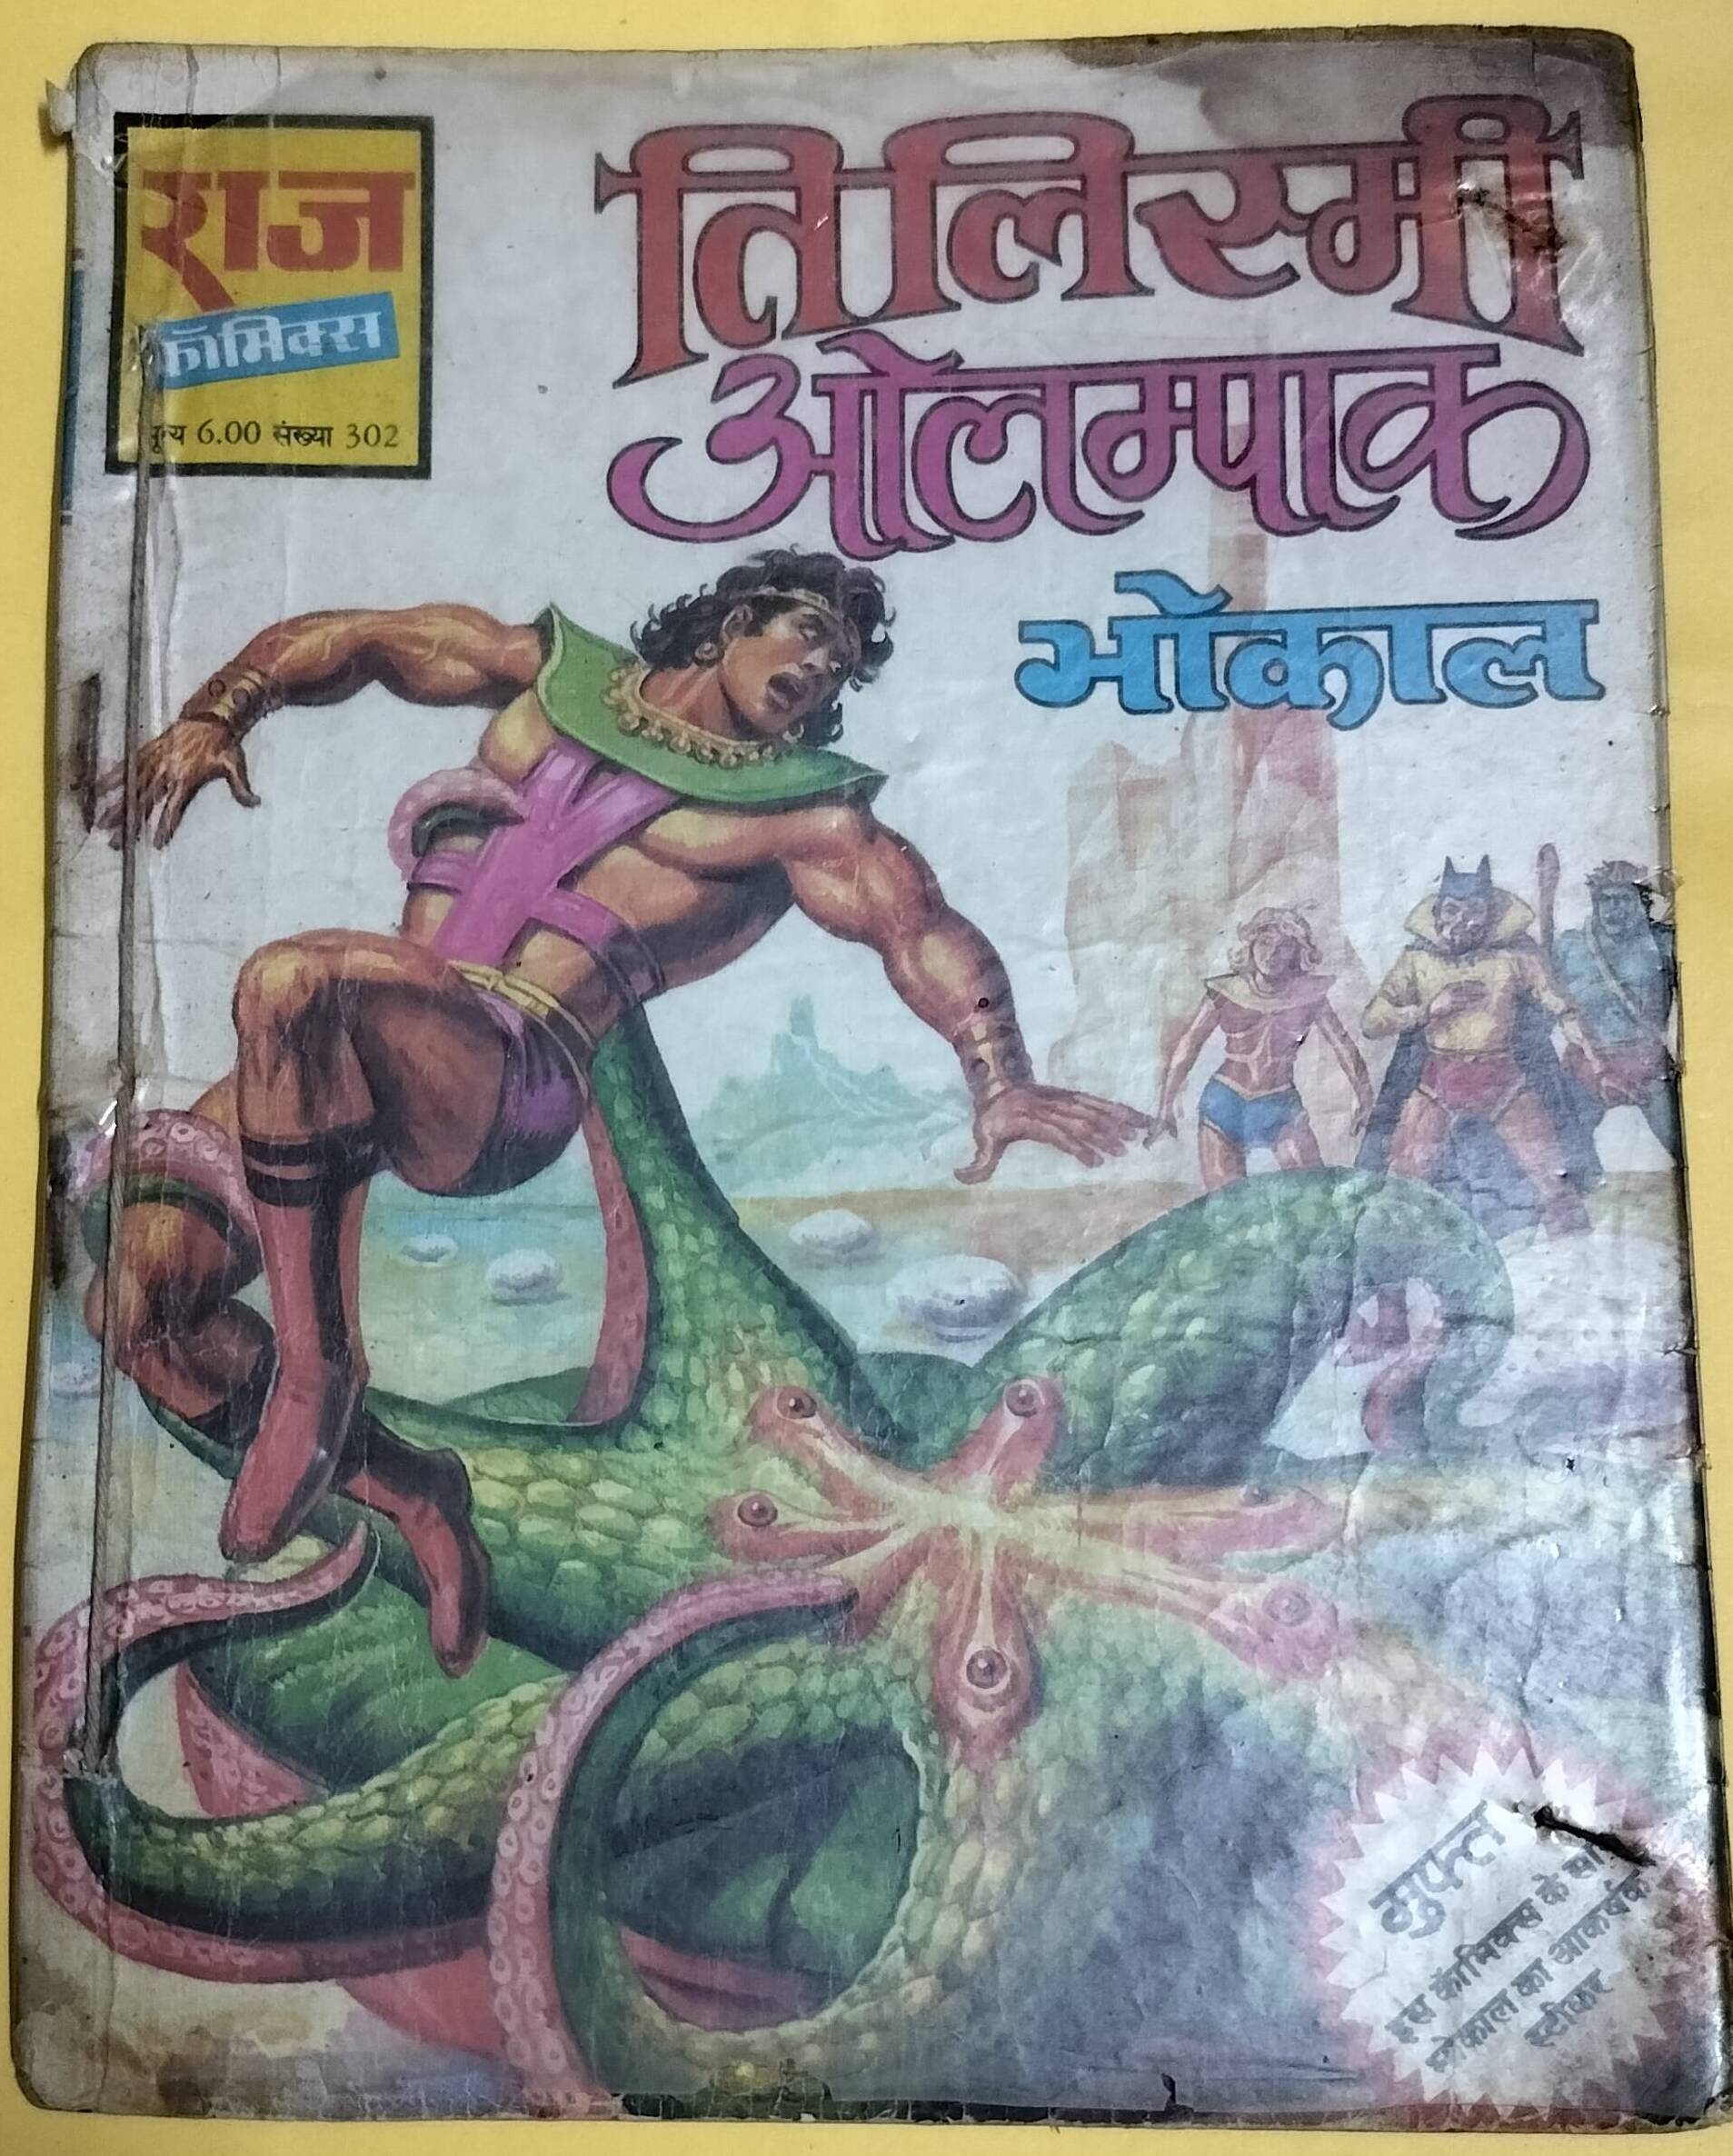 राज
कॉमिक्स
मूल्य 6.00 संख्या 302
तिलिस्मी
ओलम्पाक
भोकाल
मुफ्त
इस कॉमिक्स के साथ
भोकाल का आकर्षक
स्टीकर